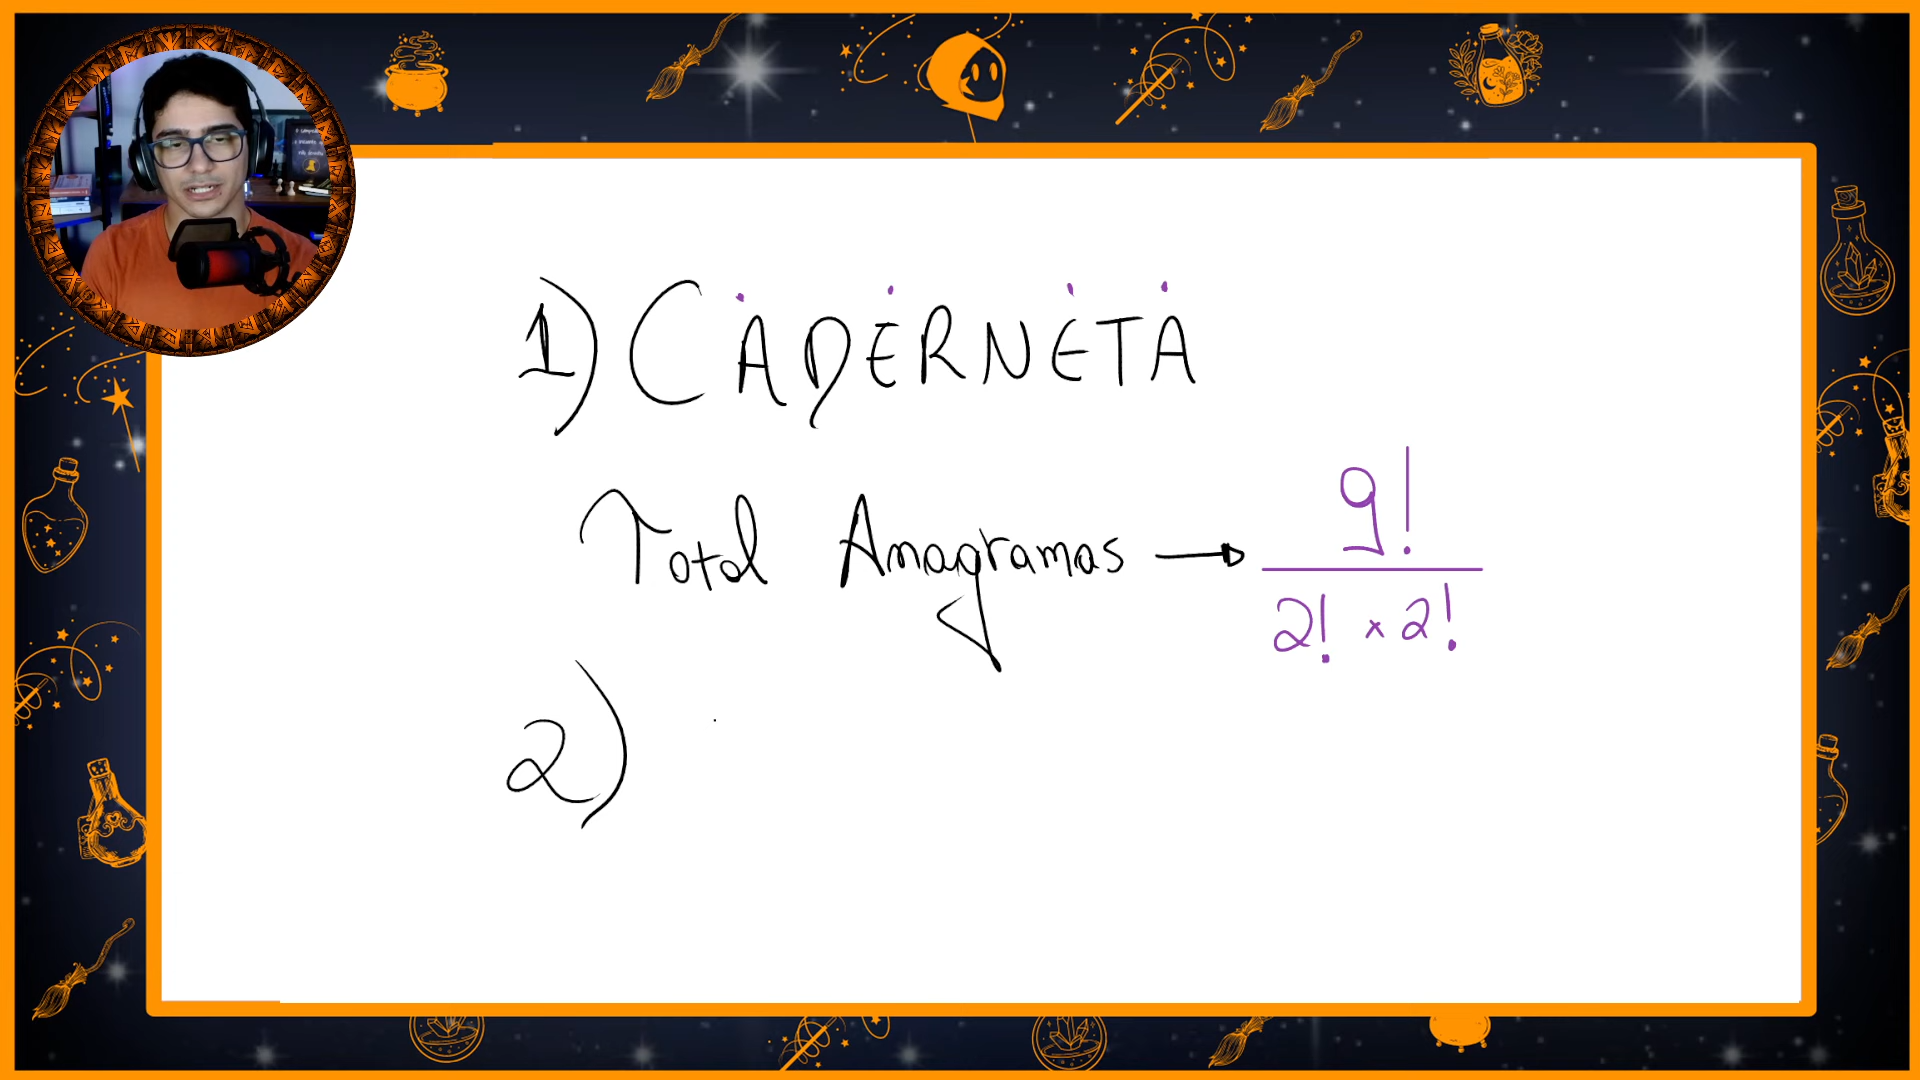 1) CADERNETA
Total Anagramas → 9! / 2! x 2!
2)